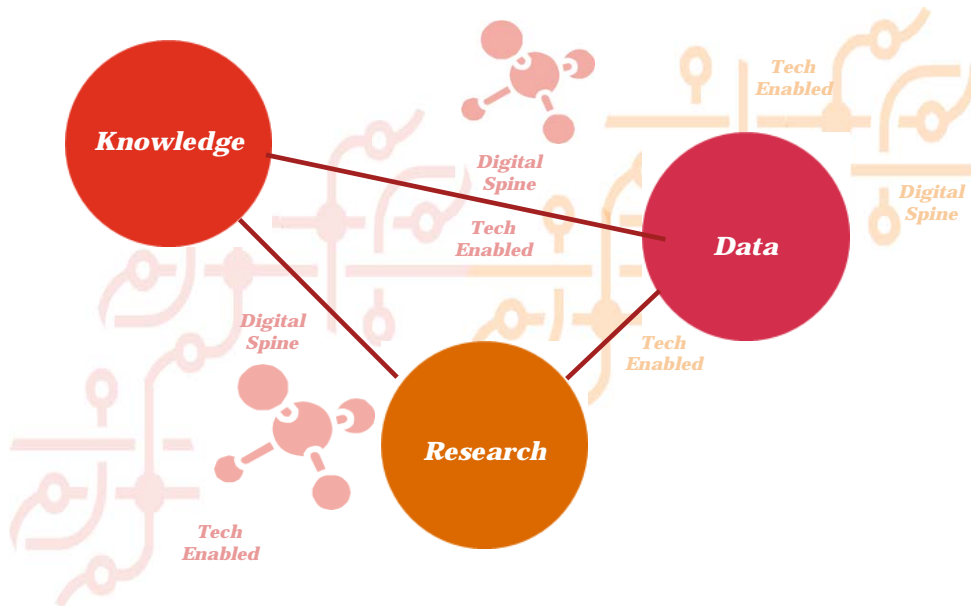 Tech
Enabled
Knowledge
Digital
Spine
Digital
Spine
Tech
Enabled
Data
Digital
Spine
Tech
Enabled
Research
Tech
Enabled